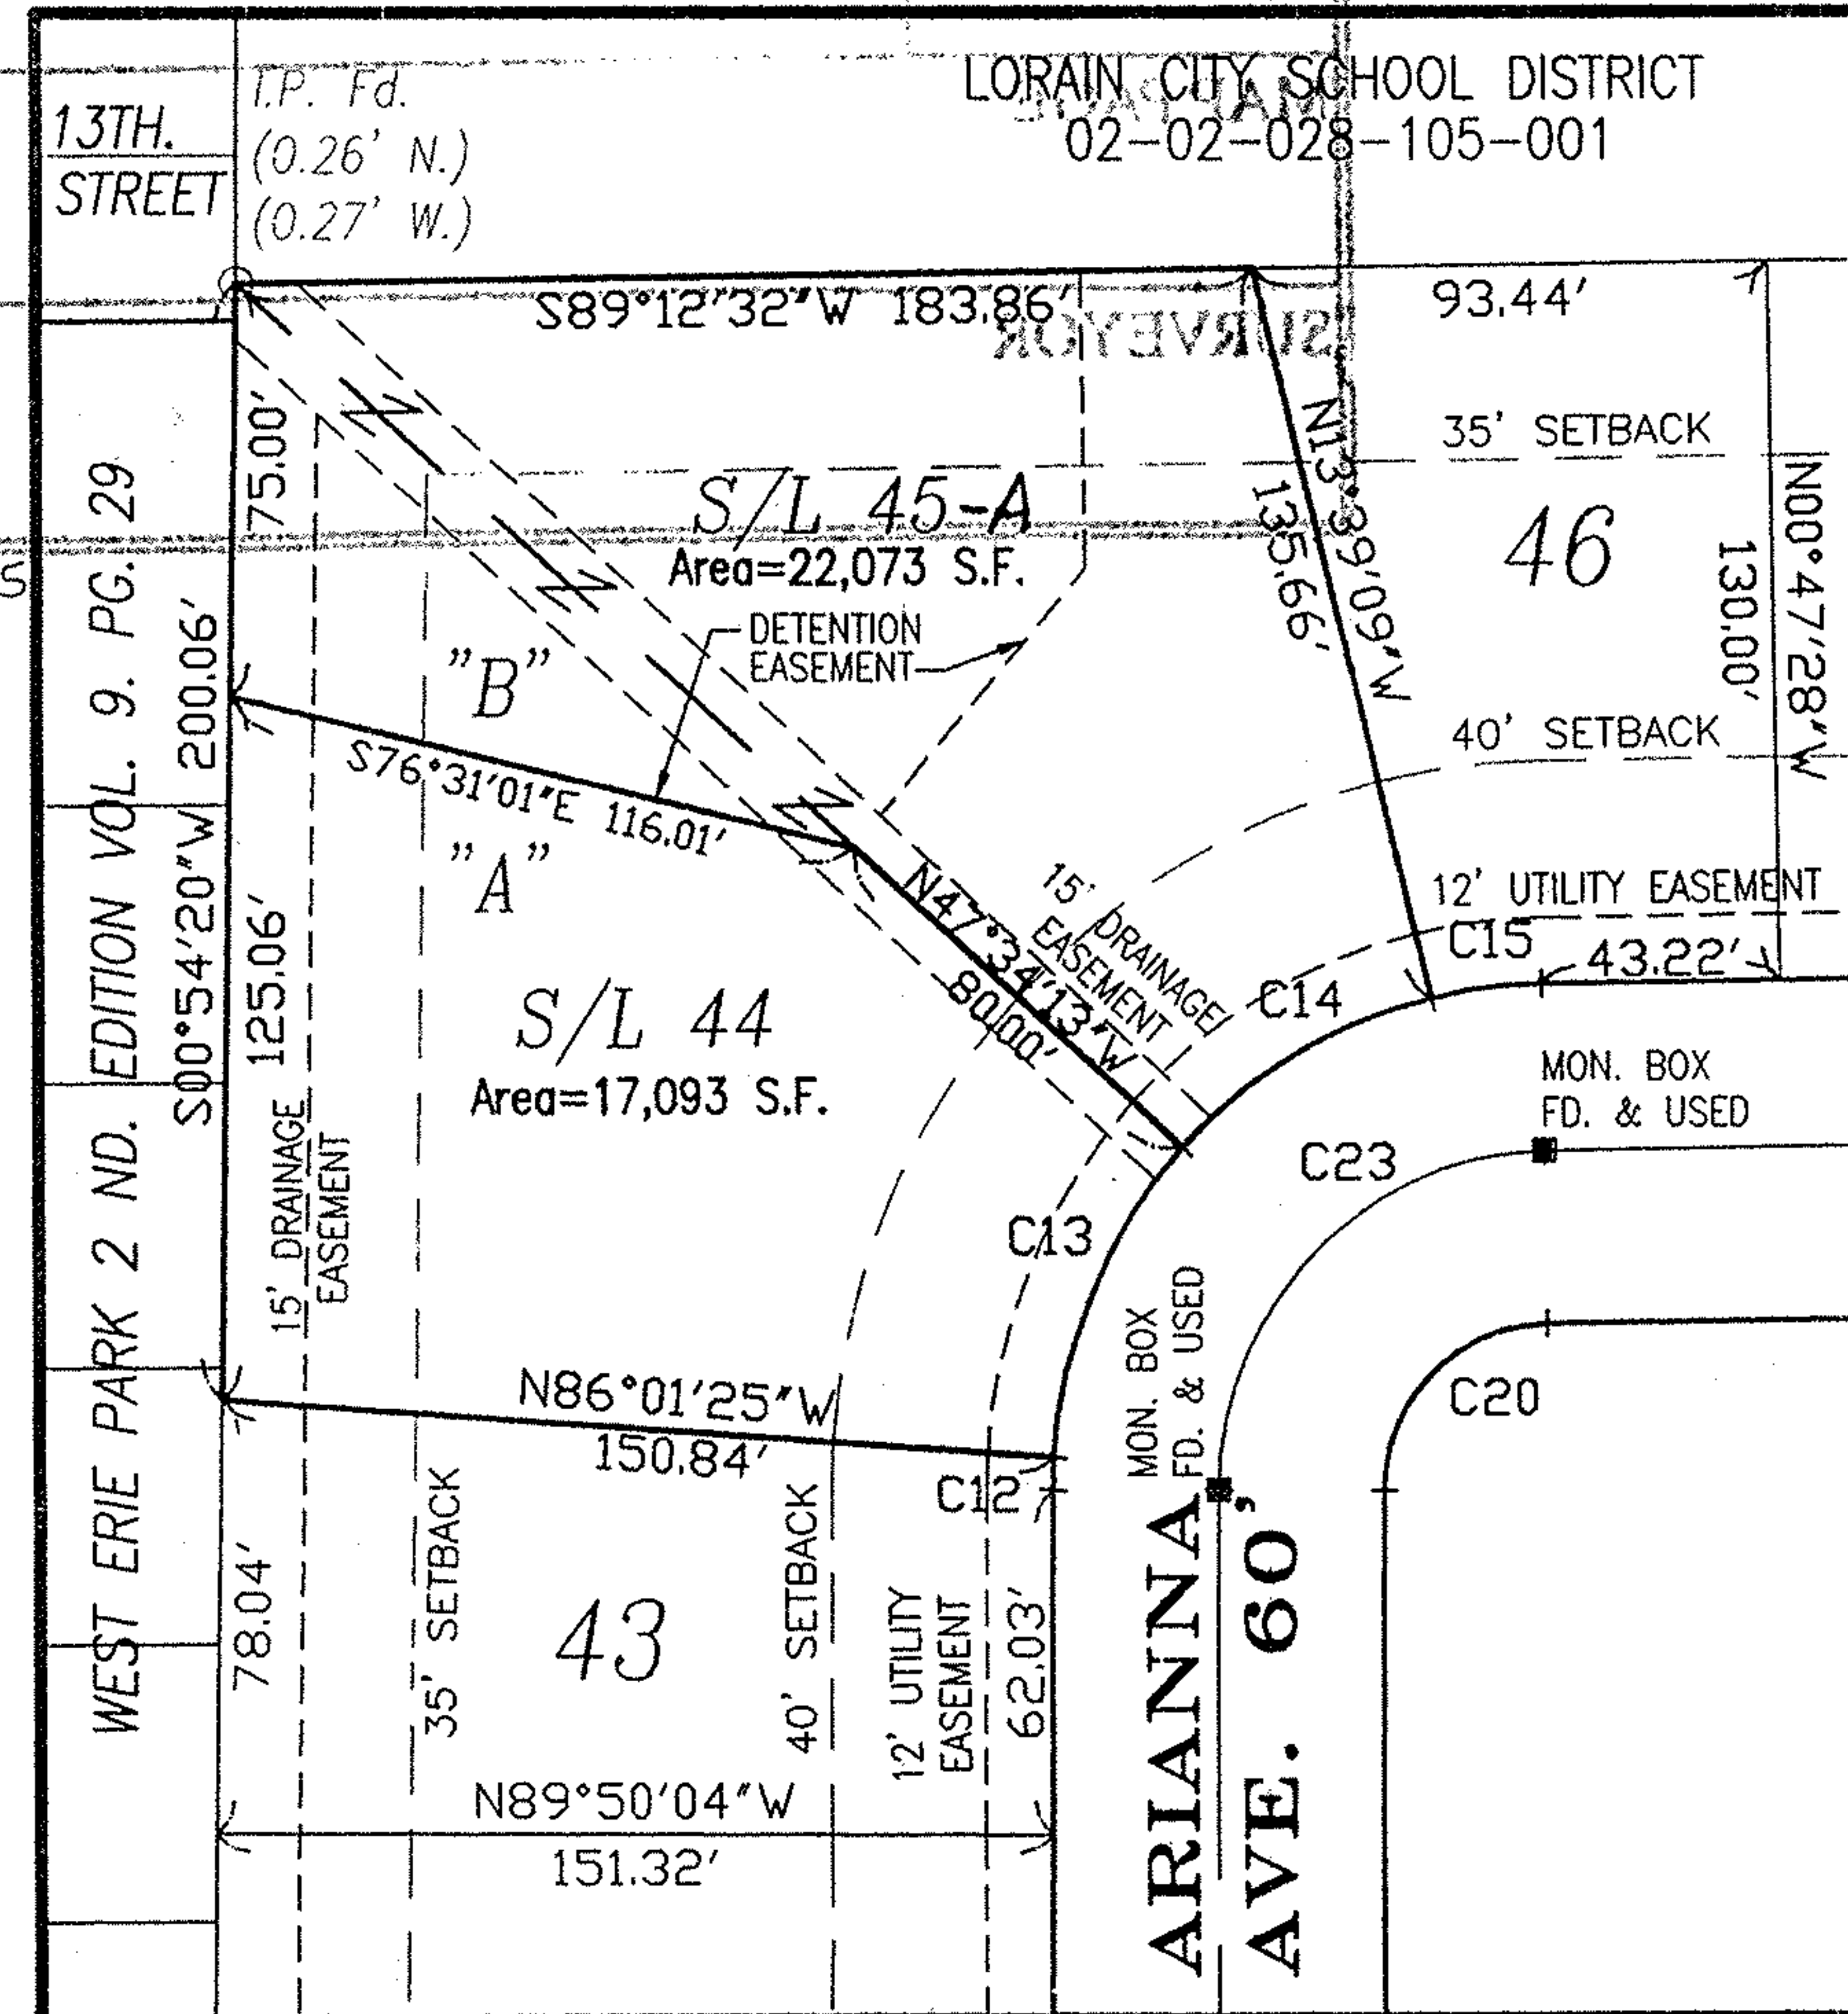 LORAIN CITY SCHOOL DISTRICT
02-02-028-105-001
13TH.
STREET
I.P. Fd.
(0.26' N.)
(0.27' W.)
S89°12'32"W 183.86'
93.44'
SURVEYOR
75.00'
35' SETBACK
N13°39'09"W
135.66'
46
N00°47'28"W
130.00'
S/L 45-A
Area=22,073 S.F.
DETENTION
EASEMENT
"B"
S76°31'01"E 116.01'
"A"
WEST ERIE PARK 2 ND. EDITION VOL. 9. PG. 29
S00°54'20"W 200.06'
125.06'
40' SETBACK
12' UTILITY EASEMENT
C15
43.22'
C14
15' DRAINAGE
EASEMENT
N47°34'13"W
80.00'
S/L 44
Area=17,093 S.F.
MON. BOX
FD. & USED
C23
C13
15' DRAINAGE
EASEMENT
MON. BOX
FD. & USED
C20
N86°01'25"W
150.84'
C12
78.04'
35' SETBACK
43
40' SETBACK
12' UTILITY
EASEMENT
62.03'
ARIANNA
AVE. 60'
N89°50'04"W
151.32'
S